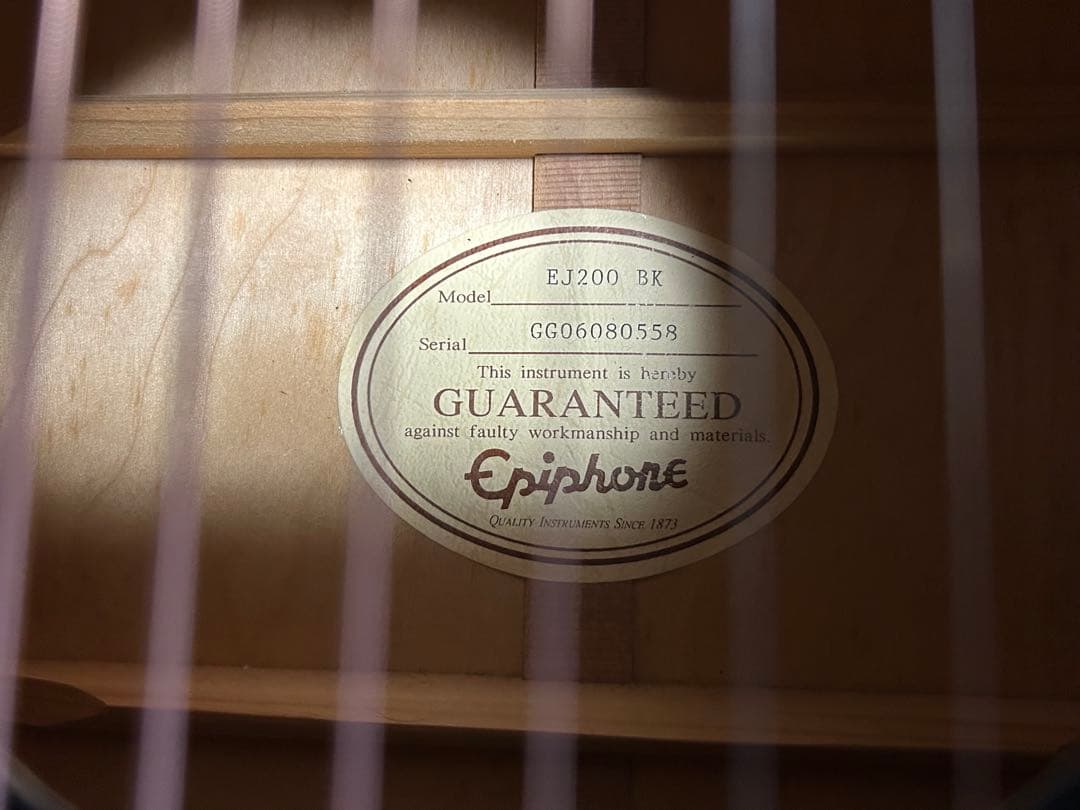 Model EJ200 BK
Serial GG06080558
This instrument is hereby
GUARANTEED
against faulty workmanship and materials.
Epiphone
QUALITY INSTRUMENTS SINCE 1873